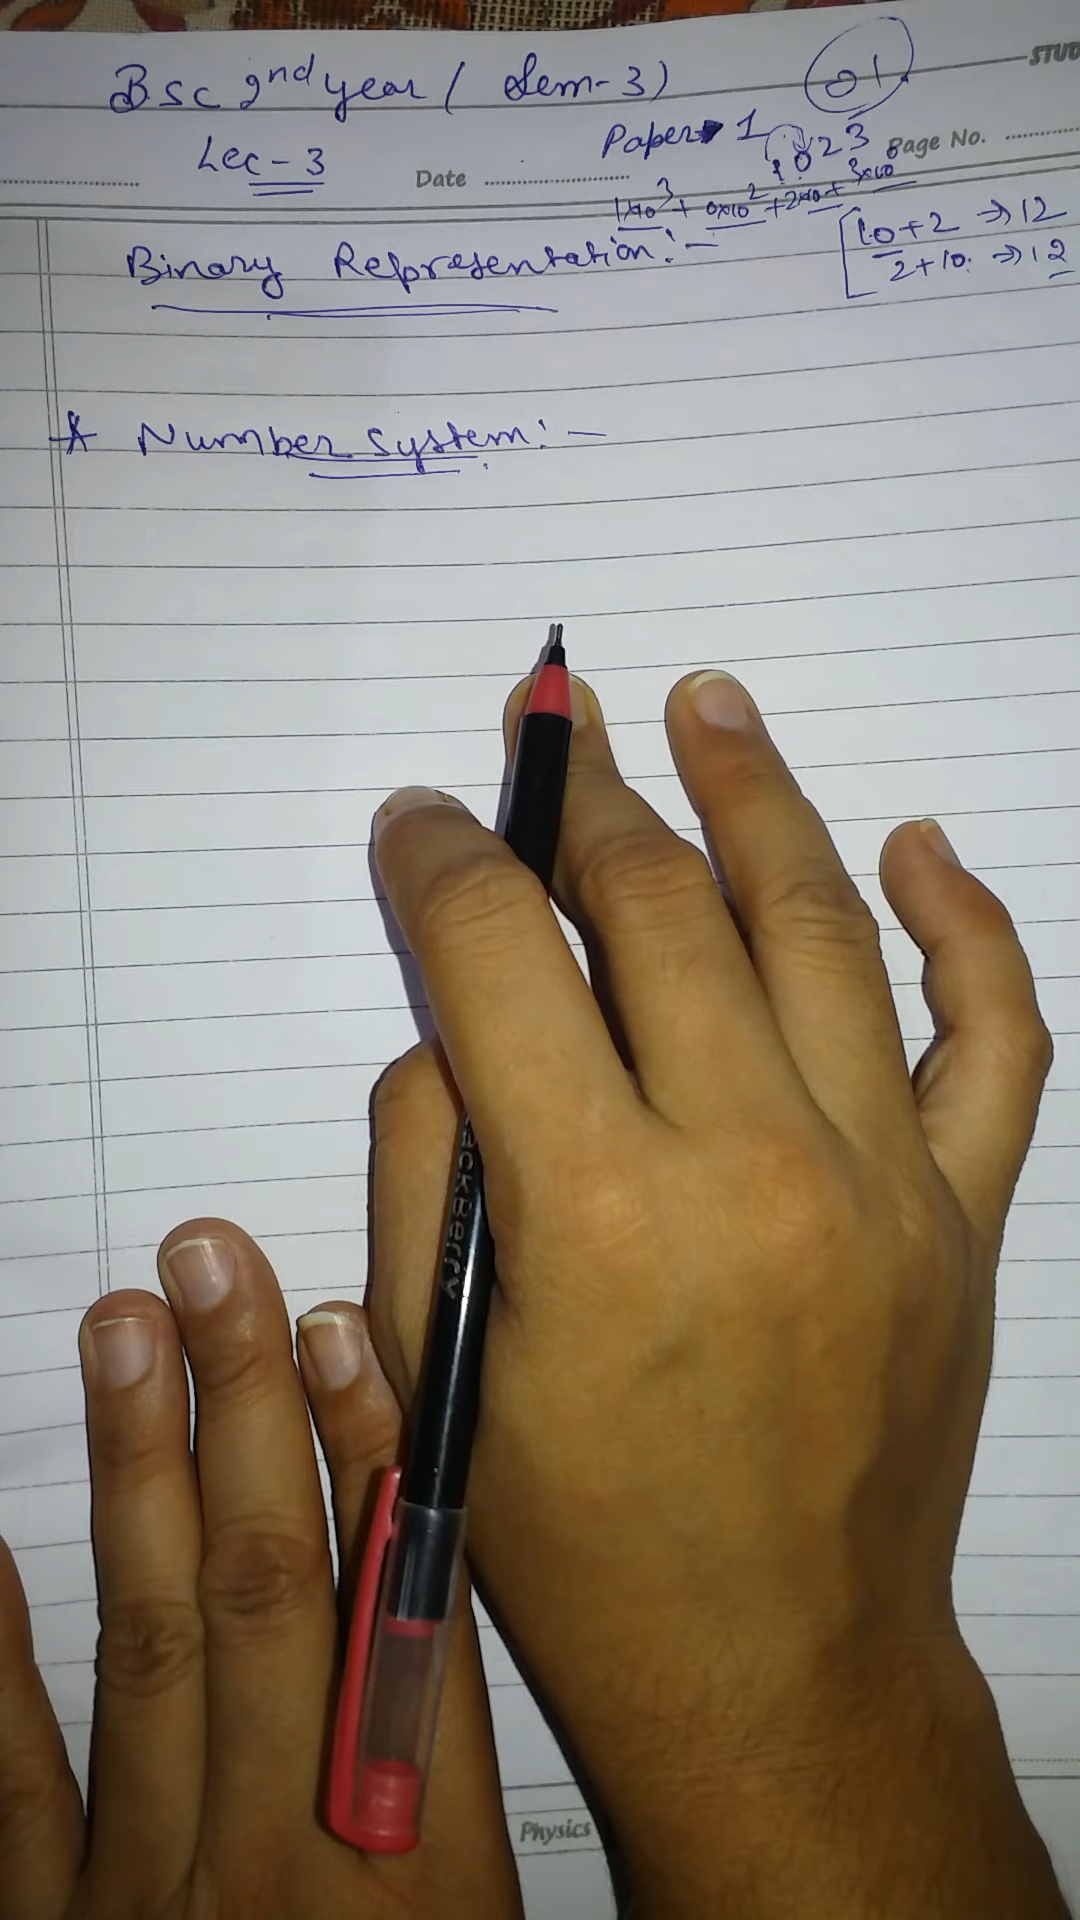 STUD
BSC 2nd year ( Sem-3)
01
Lec-3
Paper 1
1023
Page No.
Date
1×10³ + 0×10² + 2×10 + 3×10⁰
10+2 → 12
2+10 → 12
Binary Representation:-
* Number system:-
ackBerry
Physics